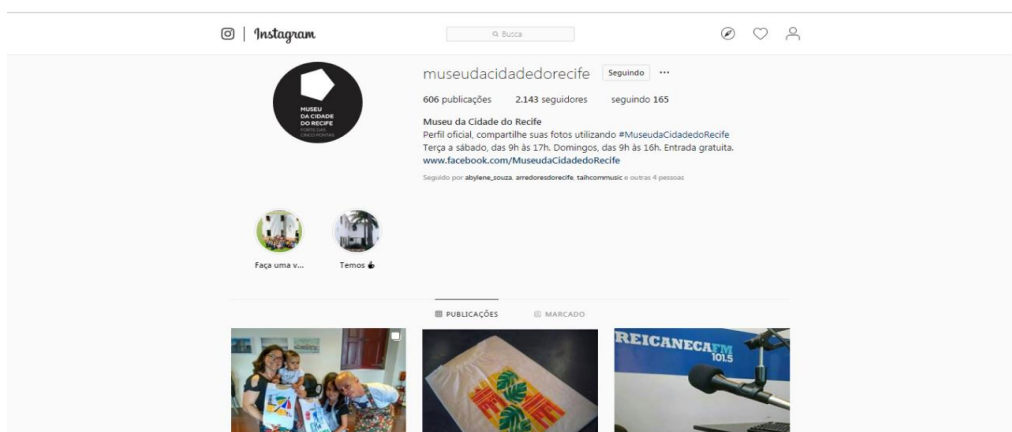 Instagram
Busca
museudacidadedorecife Seguindo ...
606 publicações 2.143 seguidores seguindo 165
MUSEU
DA CIDADE
DO RECIFE
FORTE DAS
CINCO PONTAS
Museu da Cidade do Recife
Perfil oficial, compartilhe suas fotos utilizando #MuseudaCidadedoRecife
Terça a sábado, das 9h às 17h. Domingos, das 9h às 16h. Entrada gratuita.
www.facebook.com/MuseudaCidadedoRecife
Seguido por abylene_souza, arredoresdorecife, taihcommusic e outras 4 pessoas
Faça uma v... Temos
PUBLICAÇÕES MARCADO
REICANECAFM
101.5